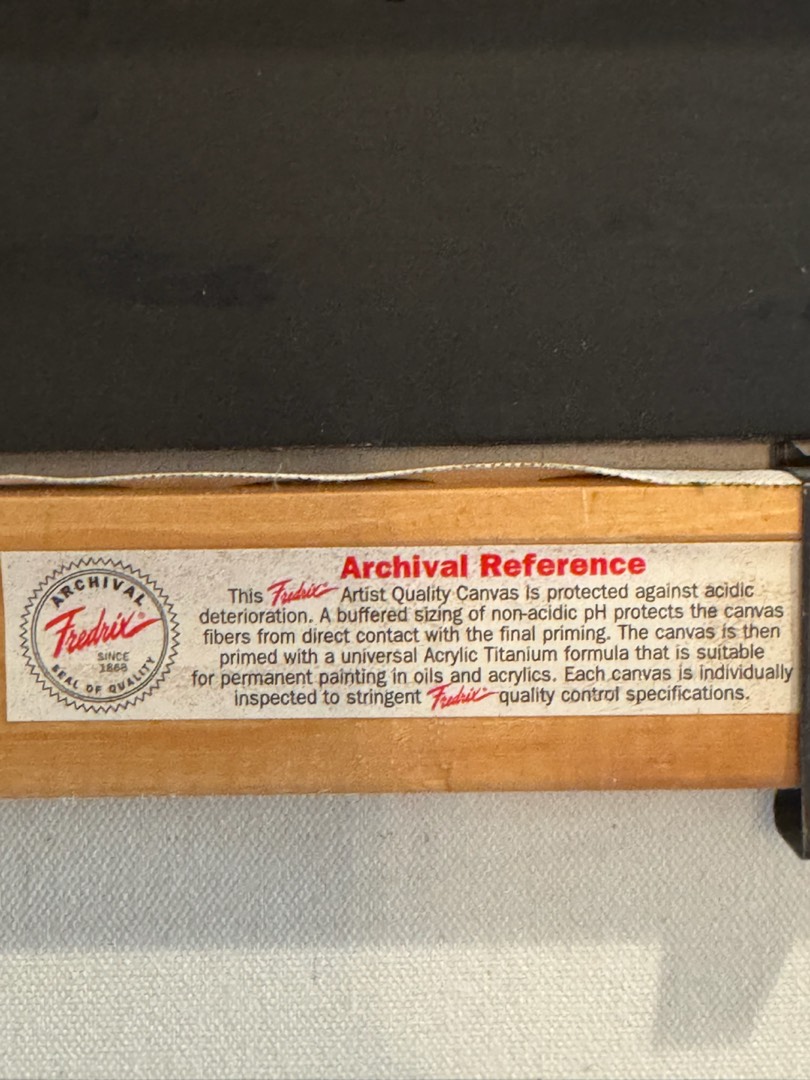 Archival Reference
This Fredrix Artist Quality Canvas is protected against acidic
deterioration. A buffered sizing of non-acidic pH protects the canvas
fibers from direct contact with the final priming. The canvas is then
primed with a universal Acrylic Titanium formula that is suitable
for permanent painting in oils and acrylics. Each canvas is individually
inspected to stringent Fredrix quality control specifications.
ARCHIVAL
Fredrix®
SINCE
1868
SEAL OF QUALITY